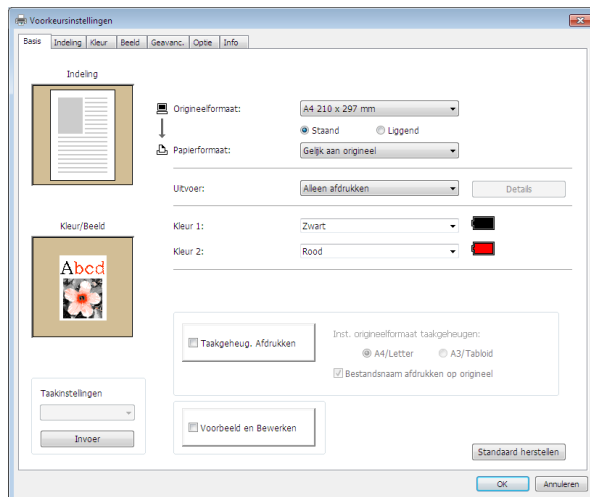 Voorkeursinstellingen
Basis Indeling Kleur Beeld Geavanc. Optie Info
Indeling
Origineelformaat: A4 210 x 297 mm
Staand Liggend
Papierformaat: Gelijk aan origineel
Uitvoer: Alleen afdrukken Details
Kleur/Beeld
Kleur 1: Zwart
Kleur 2: Rood
Abcd
Taakgeheug. Afdrukken
Inst. origineelformaat taakgeheugen:
A4/Letter A3/Tabloid
Bestandsnaam afdrukken op origineel
Taakinstellingen
Invoer
Voorbeeld en Bewerken
Standaard herstellen
OK Annuleren